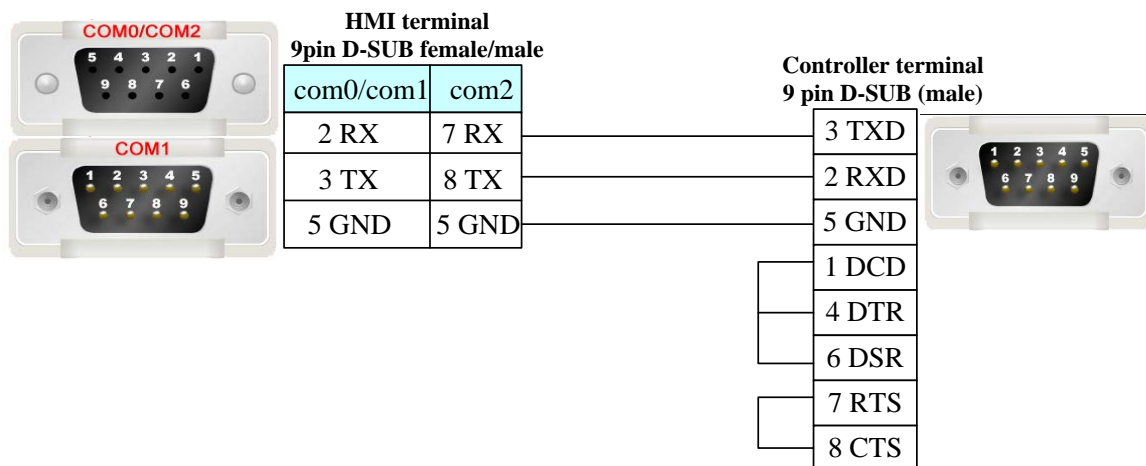 COM0/COM2
5 4 3 2 1
9 8 7 6
COM1
1 2 3 4 5
6 7 8 9
HMI terminal
9pin D-SUB female/male
com0/com1 com2
2 RX 7 RX
3 TX 8 TX
5 GND 5 GND
Controller terminal
9 pin D-SUB (male)
3 TXD
2 RXD
5 GND
1 DCD
4 DTR
6 DSR
7 RTS
8 CTS
1 2 3 4 5
6 7 8 9